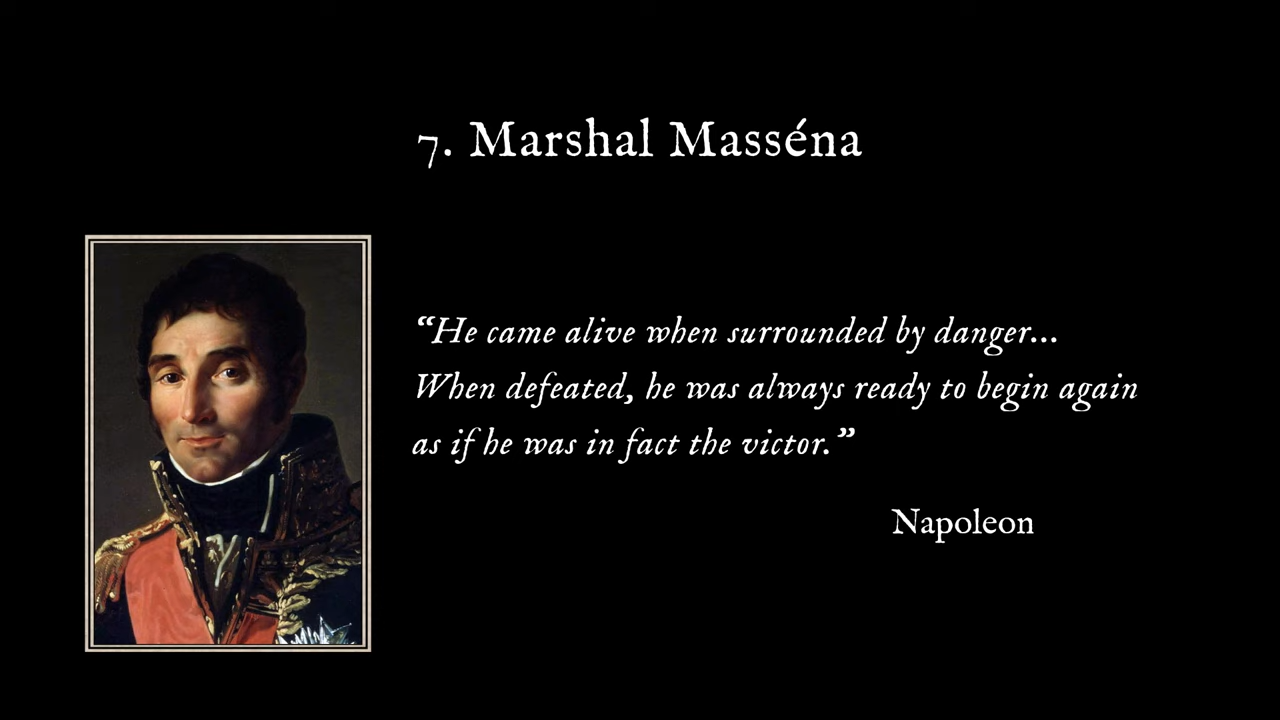 7. Marshal Masséna
“He came alive when surrounded by danger...
When defeated, he was always ready to begin again
as if he was in fact the victor.”
Napoleon